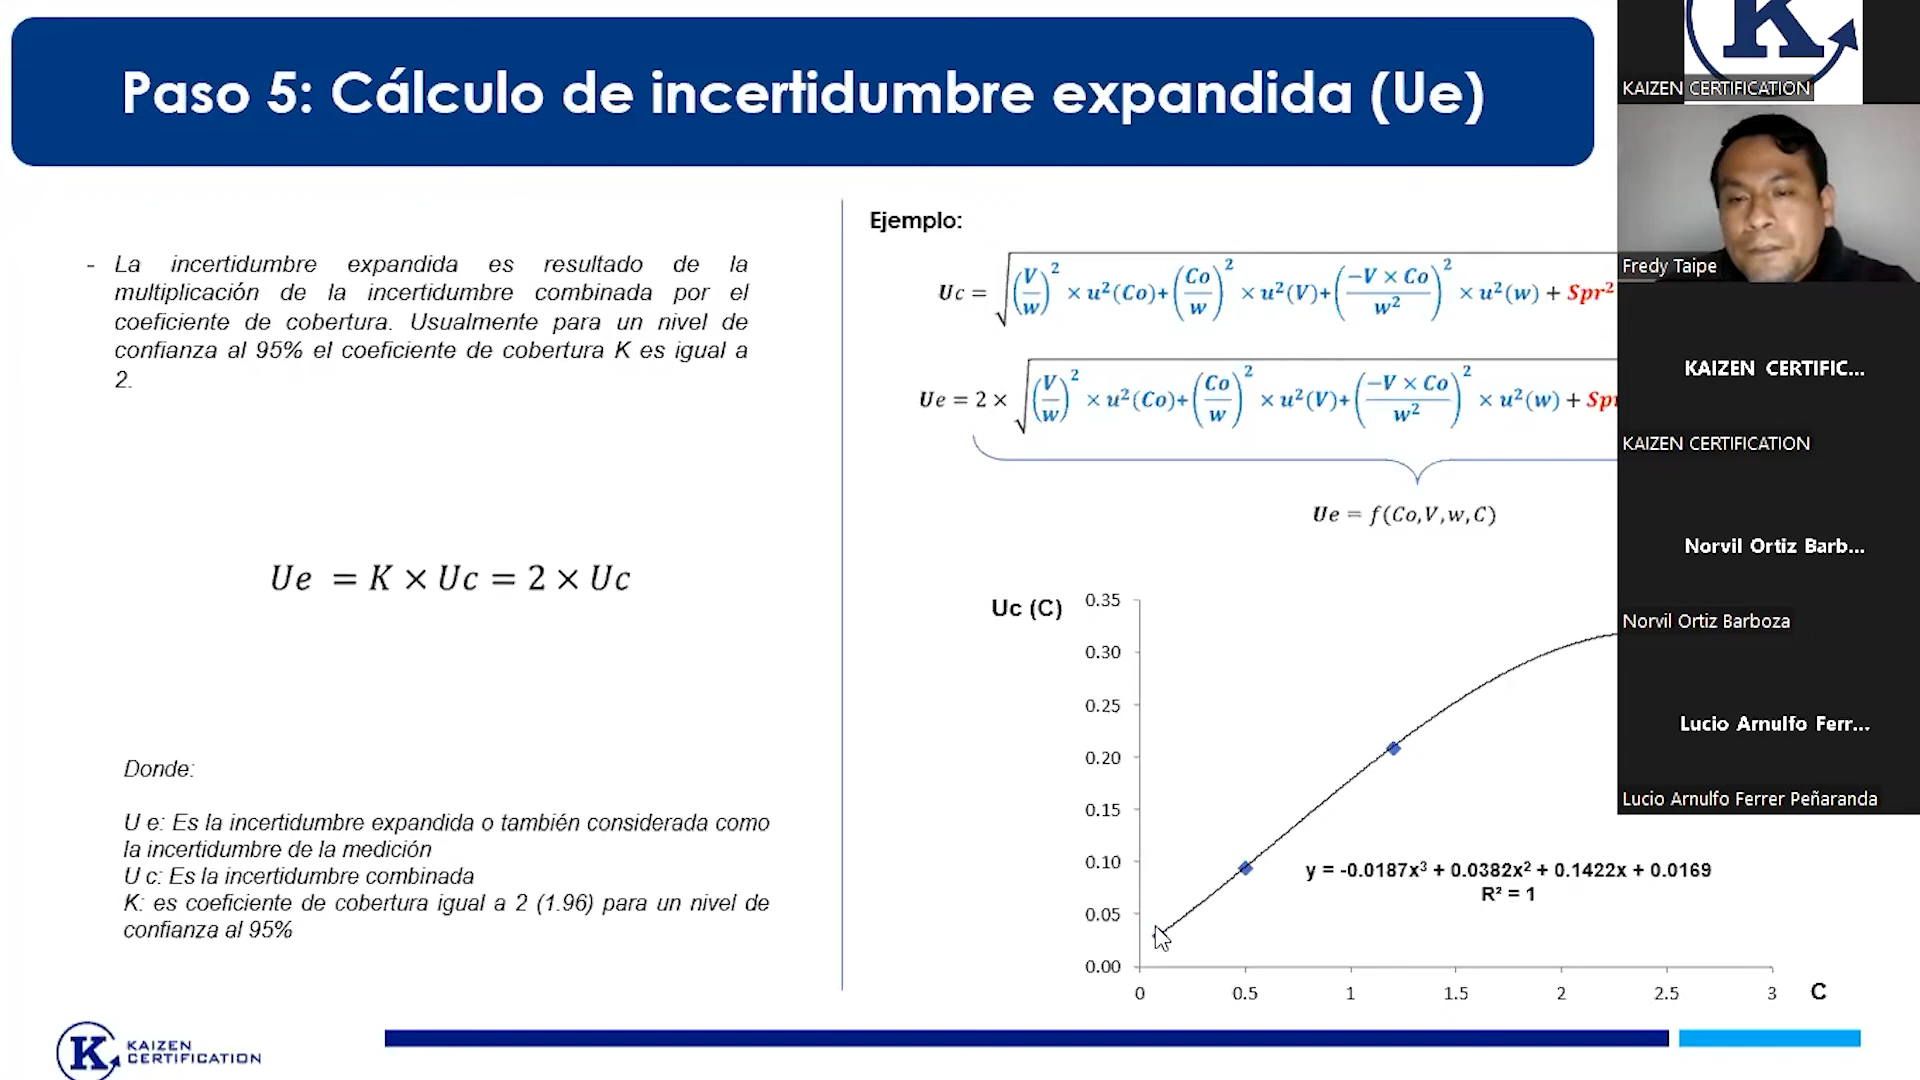 Paso 5: Cálculo de incertidumbre expandida (Ue)
- La incertidumbre expandida es resultado de la
multiplicación de la incertidumbre combinada por el
coeficiente de cobertura. Usualmente para un nivel de
confianza al 95% el coeficiente de cobertura K es igual a
2.
Ue = K × Uc = 2 × Uc
Donde:
U e: Es la incertidumbre expandida o también considerada como
la incertidumbre de la medición
U c: Es la incertidumbre combinada
K: es coeficiente de cobertura igual a 2 (1.96) para un nivel de
confianza al 95%
Ejemplo:
Uc = √(V/w)² × u²(Co)+(Co/w)² × u²(V)+(−V × Co/w²)² × u²(w) + Spr²
Ue = 2 × √(V/w)² × u²(Co)+(Co/w)² × u²(V)+(−V × Co/w²)² × u²(w) + Sp
Ue = f(Co,V,w,C)
Uc (C)
0.35
0.30
0.25
0.20
0.15
0.10
0.05
0.00
y = -0.0187x³ + 0.0382x² + 0.1422x + 0.0169
R² = 1
0 0.5 1 1.5 2 2.5 3 C
K KAIZEN
CERTIFICATION
K
KAIZEN CERTIFICATION
Fredy Taipe
KAIZEN CERTIFIC...
KAIZEN CERTIFICATION
Norvil Ortiz Barb...
Norvil Ortiz Barboza
Lucio Arnulfo Ferr...
Lucio Arnulfo Ferrer Peñaranda